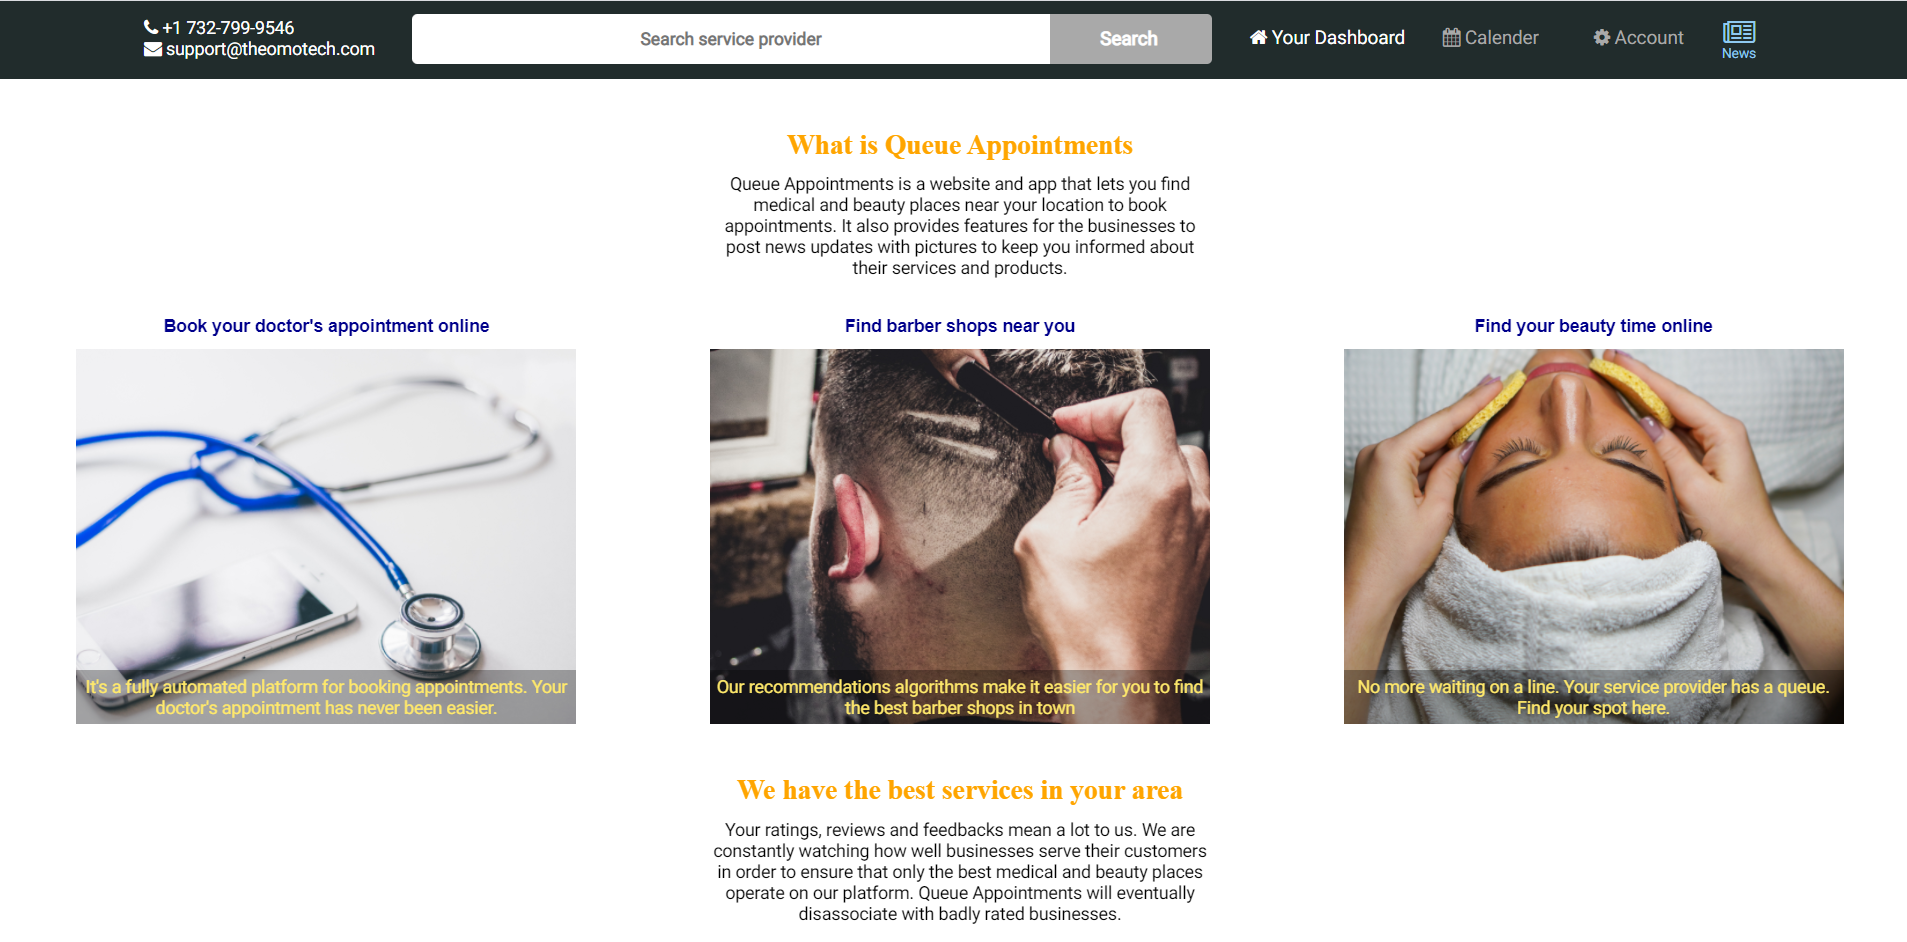 +1 732-799-9546
support@theomotech.com
Search service provider
Search
Your Dashboard
Calender
Account
News
What is Queue Appointments
Queue Appointments is a website and app that lets you find
medical and beauty places near your location to book
appointments. It also provides features for the businesses to
post news updates with pictures to keep you informed about
their services and products.
Book your doctor's appointment online
It's a fully automated platform for booking appointments. Your
doctor's appointment has never been easier.
Find barber shops near you
Our recommendations algorithms make it easier for you to find
the best barber shops in town
Find your beauty time online
No more waiting on a line. Your service provider has a queue.
Find your spot here.
We have the best services in your area
Your ratings, reviews and feedbacks mean a lot to us. We are
constantly watching how well businesses serve their customers
in order to ensure that only the best medical and beauty places
operate on our platform. Queue Appointments will eventually
disassociate with badly rated businesses.